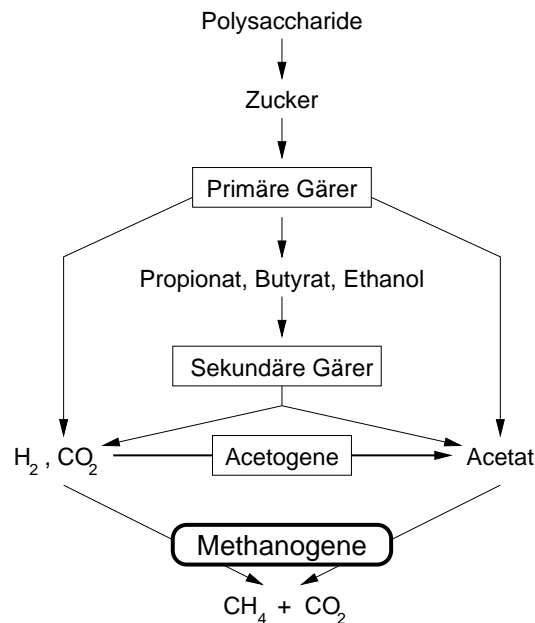 Polysaccharide
Zucker
Primäre Gärer
Propionat, Butyrat, Ethanol
Sekundäre Gärer
H₂ , CO₂ Acetogene Acetat
Methanogene
CH₄ + CO₂